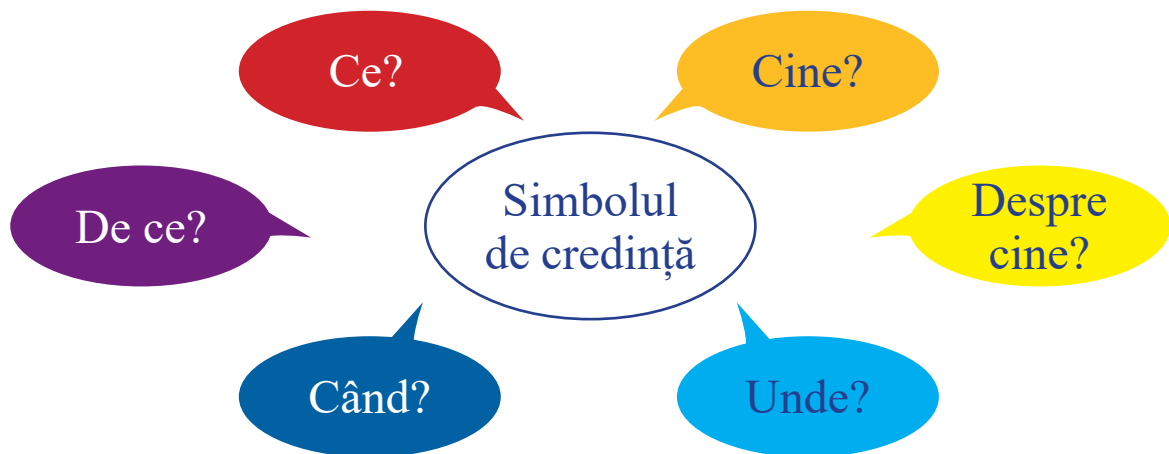 Ce?
Cine?
Simbolul
de credință
De ce?
Despre
cine?
Când?
Unde?